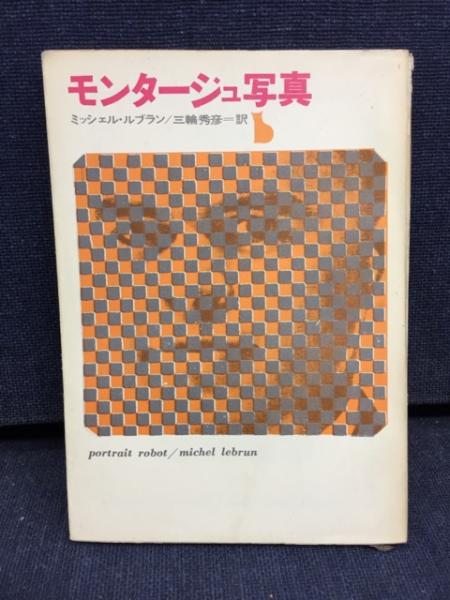 モンタージュ写真
ミッシェル・ルブラン/三輪秀彦=訳
portrait robot/michel lebrun